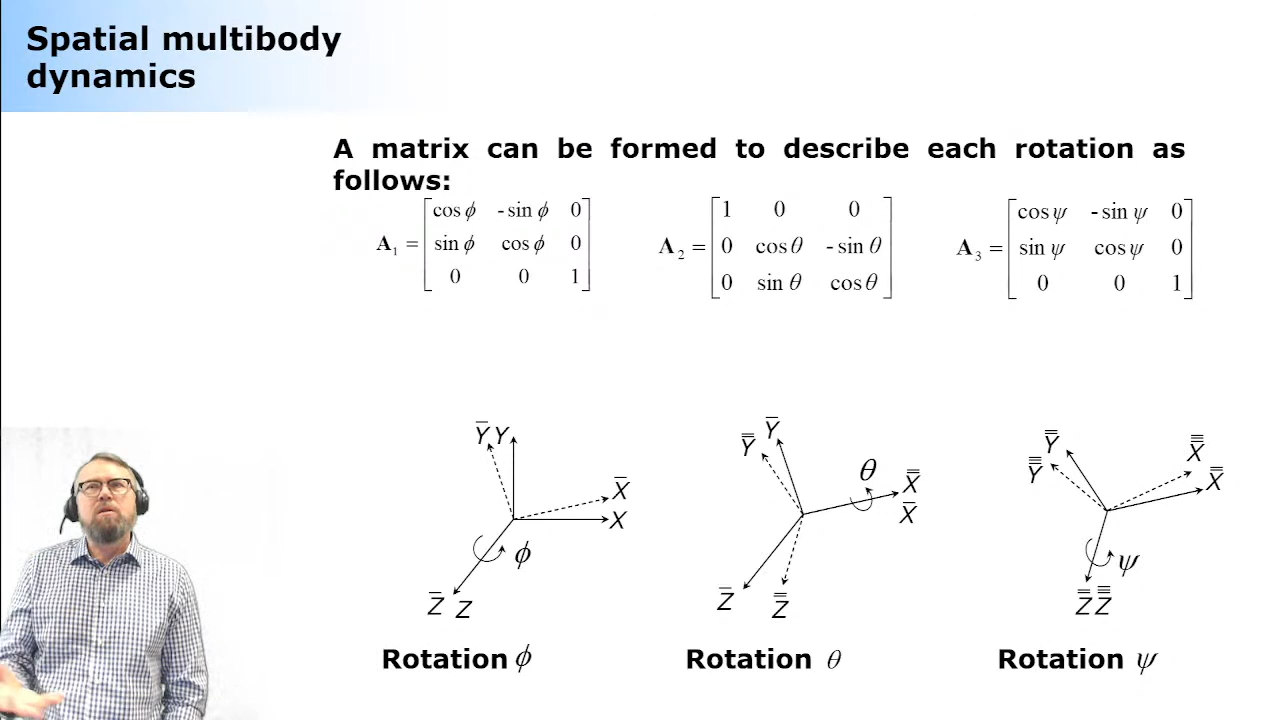 Spatial multibody
dynamics
A matrix can be formed to describe each rotation as
follows:
A₁ = [cos ϕ  - sin ϕ  0; sin ϕ  cos ϕ  0; 0  0  1]
A₂ = [1  0  0; 0  cos θ  - sin θ; 0  sin θ  cos θ]
A₃ = [cos ψ  - sin ψ  0; sin ψ  cos ψ  0; 0  0  1]
Y̅ Y
X̅
X
ϕ
Z̅ Z
Rotation ϕ
Y̿ Y̅
θ
X̿
X̅
Z̅ Z̿
Rotation θ
Y̿
Y̿̅
X̿̅
X̿
ψ
Z̿ Z̿̅
Rotation ψ